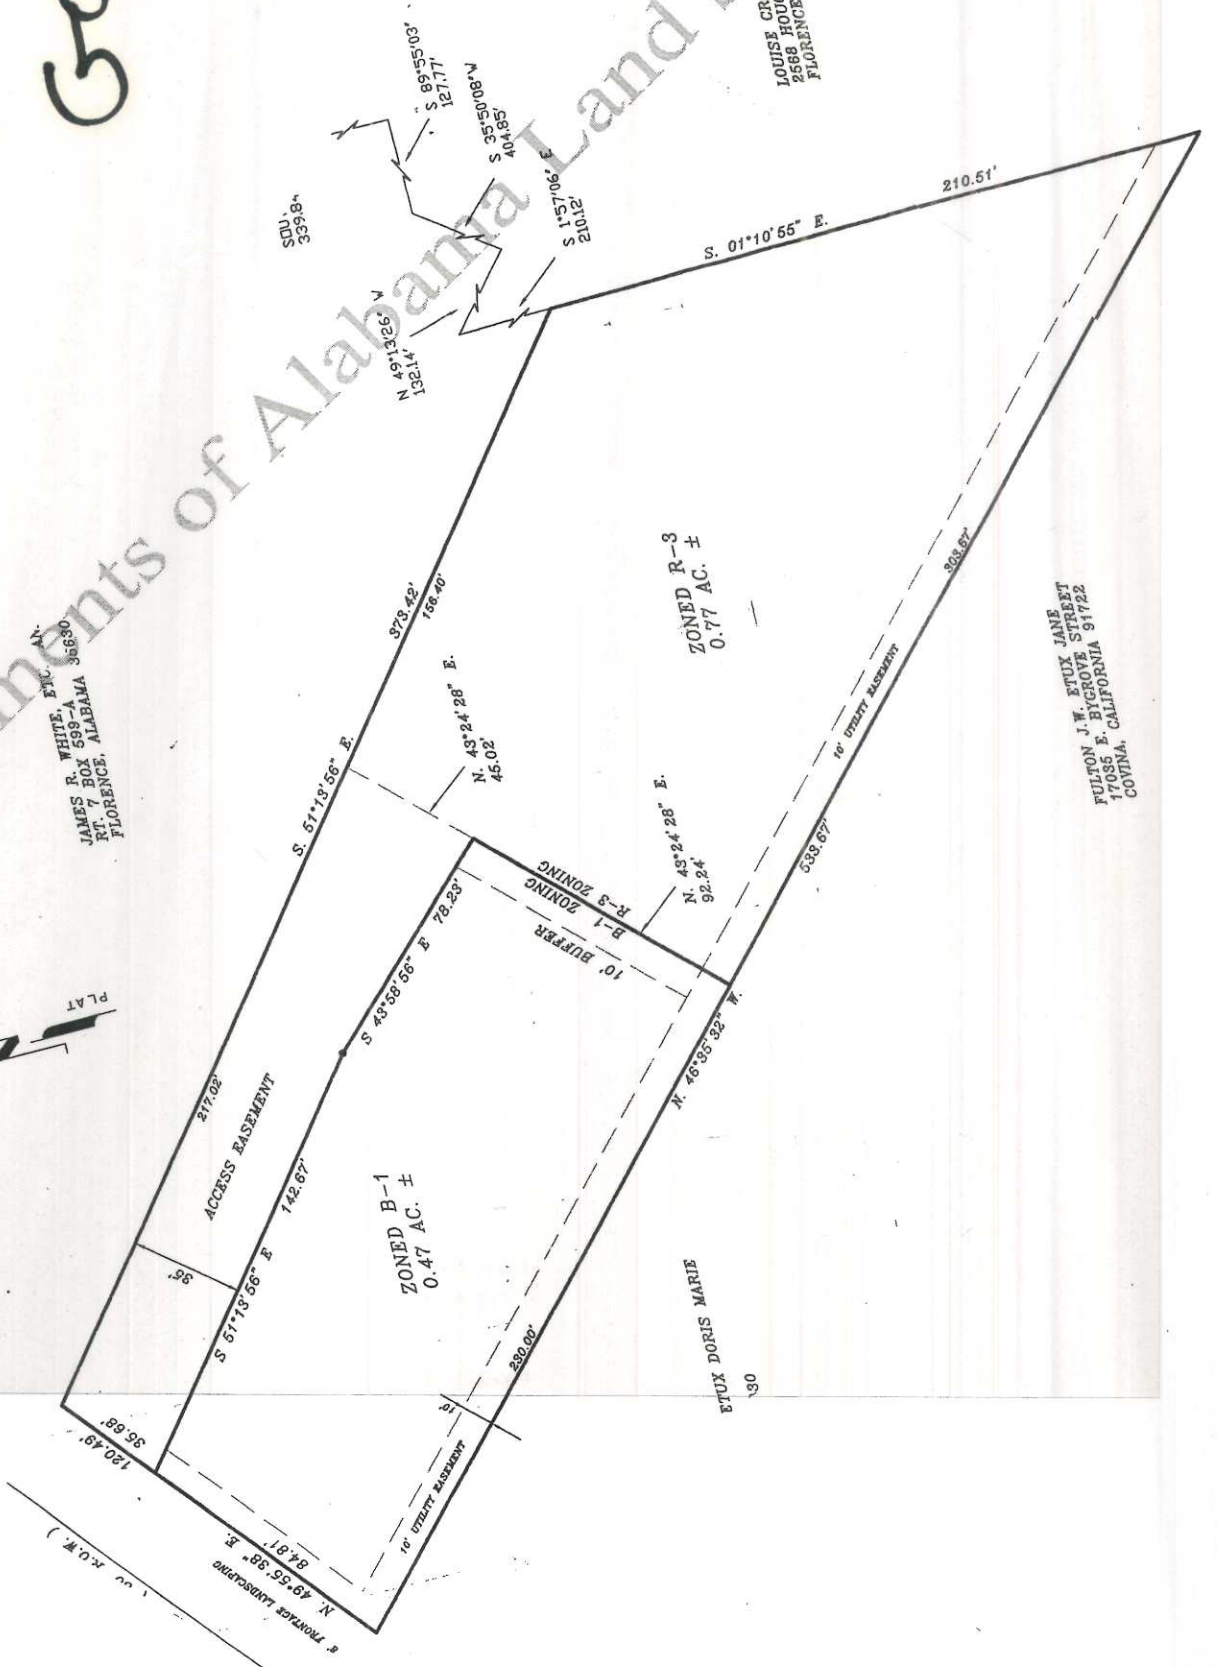 S 89°55'03"
127.77'
S 35°50'08" W
404.85'
S 1°57'06" E
210.12'
N 49°13'26" W
132.14'
SDU.
ments of Alabama Land
LOUISE
2568
FLORENCE
JAMES R. WHITE, ETC. AN.
RT. 7 BOX 599-A
FLORENCE, ALABAMA 35630
PLAT
S. 01°10'55" E.
210.51'
373.42'
156.40'
S. 51°13'56" E.
217.02'
N. 43°24'28" E.
45.02'
ZONED R-3
0.77 AC. ±
N. 43°24'28" E.
92.24'
R-3 ZONING
B-1 ZONING
10' BUFFER
S 43°58'56" E 78.23'
ACCESS EASEMENT
35'
142.67'
S 51°13'56" E
ZONED B-1
0.47 AC. ±
120.49'
35.68'
84.81'
N. 49°55'38" E.
8' FRONTAGE LANDSCAPING
R.O.W. )
10' UTILITY EASEMENT
10'
230.00'
N. 46°35'32" W.
533.67'
10' UTILITY EASEMENT
303.67'
ETUX DORIS MARIE
30
FULTON J.W. ETUX JANE
17035 E. BYGROVE STREET
COVINA, CALIFORNIA 91722